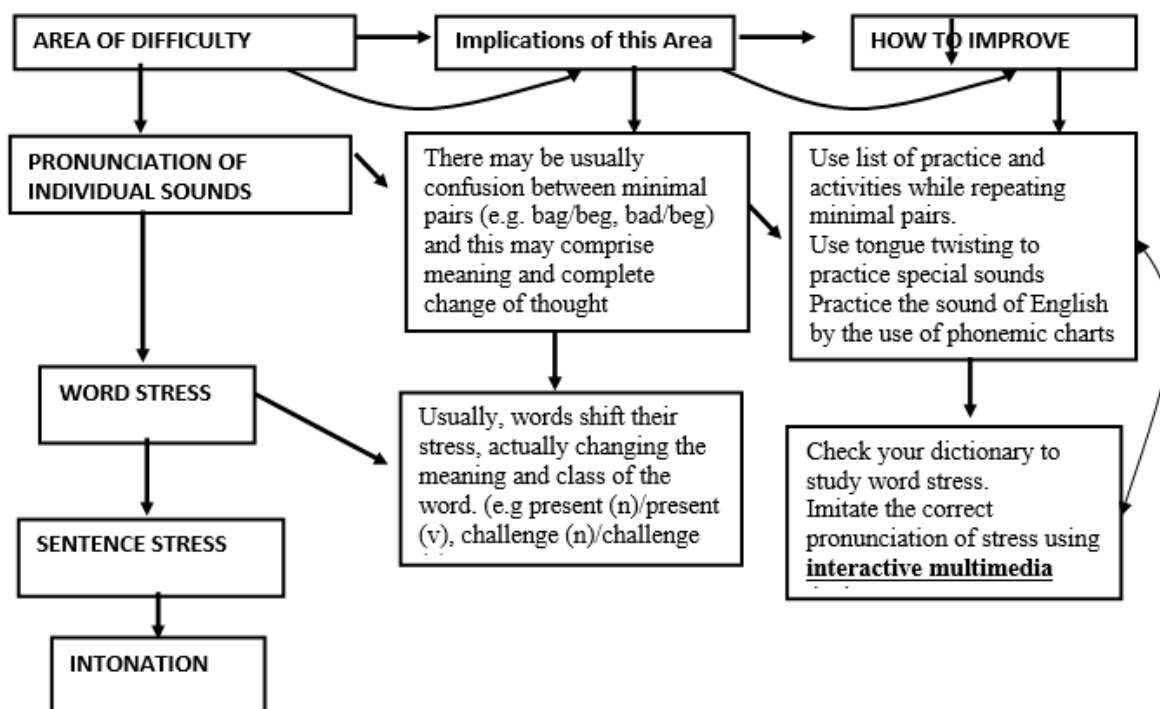 AREA OF DIFFICULTY
Implications of this Area
HOW TO IMPROVE
PRONUNCIATION OF
INDIVIDUAL SOUNDS
There may be usually
confusion between minimal
pairs (e.g. bag/beg, bad/beg)
and this may comprise
meaning and complete
change of thought
Use list of practice and
activities while repeating
minimal pairs.
Use tongue twisting to
practice special sounds
Practice the sound of English
by the use of phonemic charts
WORD STRESS
Usually, words shift their
stress, actually changing the
meaning and class of the
word. (e.g present (n)/present
(v), challenge (n)/challenge
Check your dictionary to
study word stress.
Imitate the correct
pronunciation of stress using
interactive multimedia
SENTENCE STRESS
INTONATION